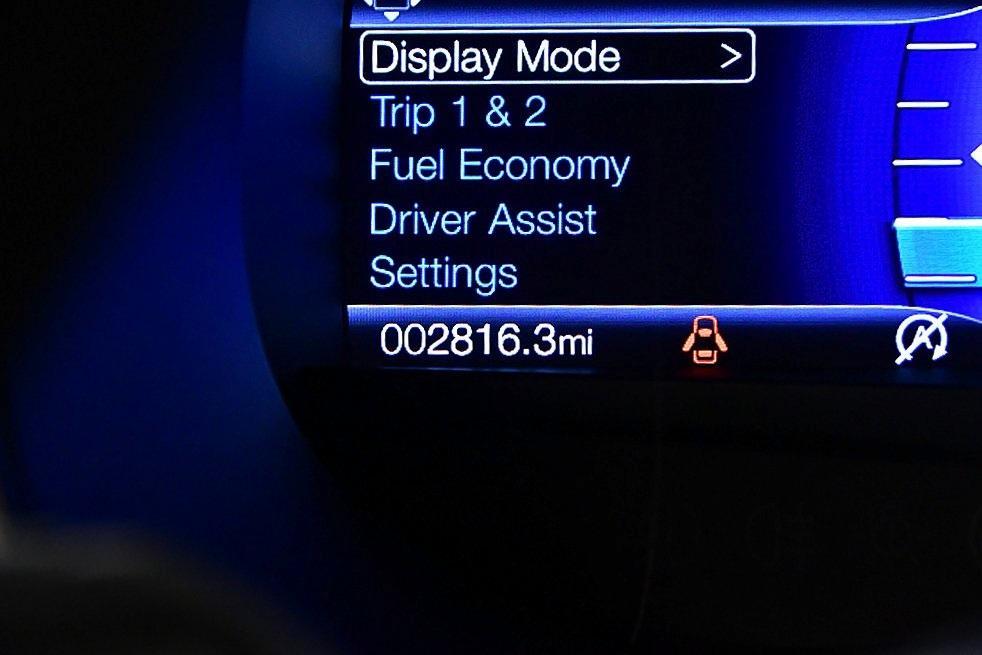 Display Mode >
Trip 1 & 2
Fuel Economy
Driver Assist
Settings
002816.3mi
A